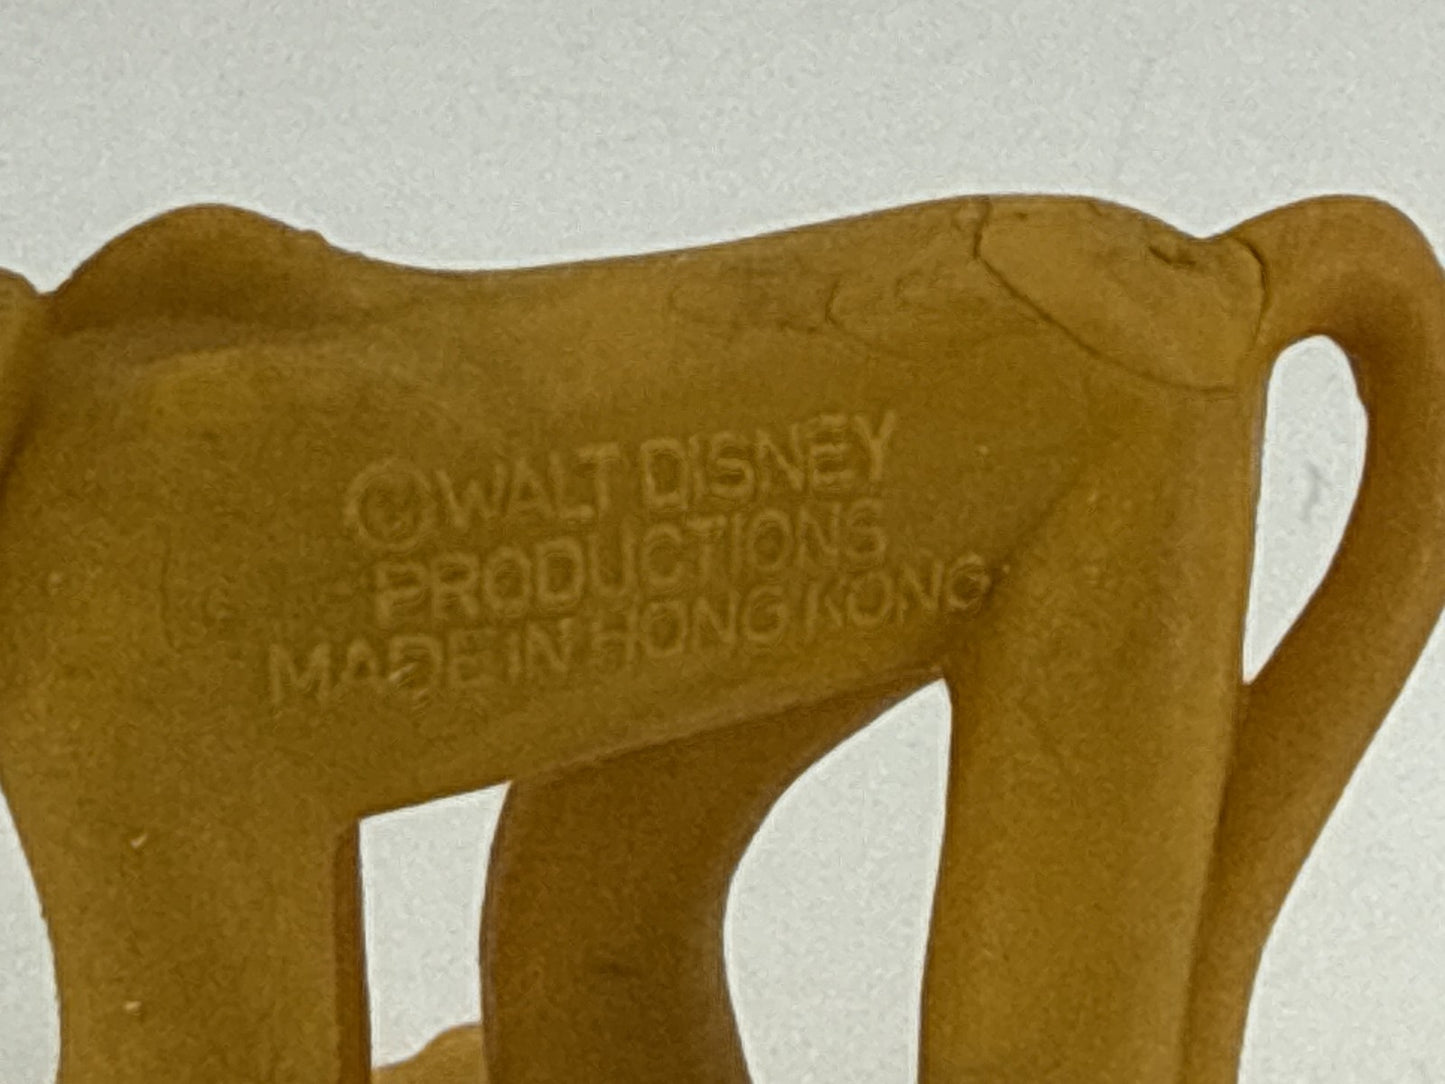 ©WALT DISNEY
PRODUCTIONS
MADE IN HONG KONG